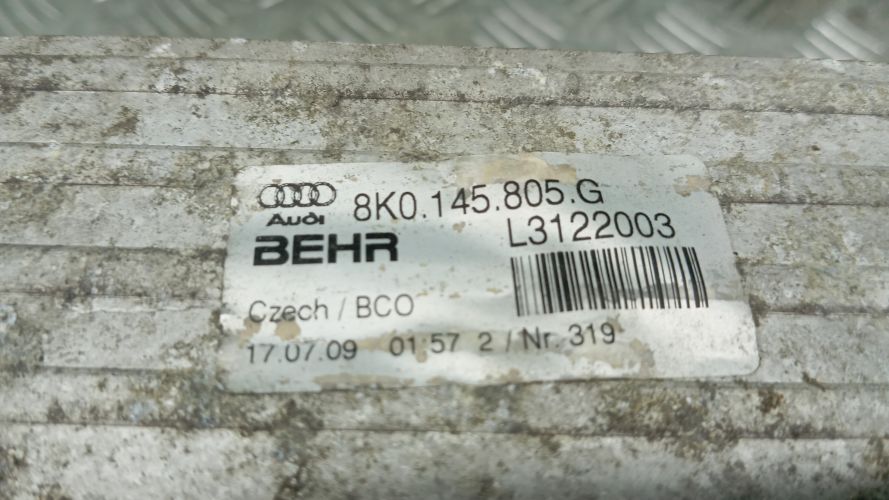 Audi 8K0.145.805.G
BEHR L3122003
Czech / BCO
17.07.09 01:57 2 / Nr. 319